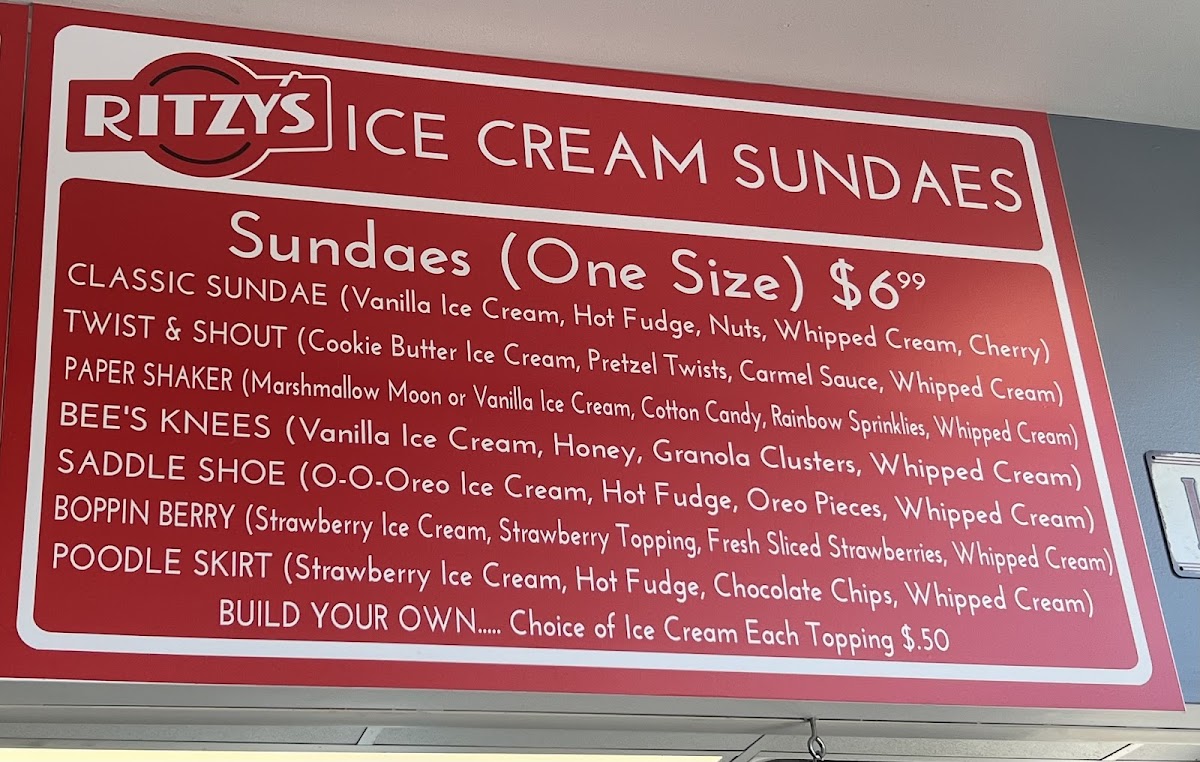 RITZY'S ICE CREAM SUNDAES
Sundaes (One Size) $6.99
CLASSIC SUNDAE (Vanilla Ice Cream, Hot Fudge, Nuts, Whipped Cream, Cherry)
TWIST & SHOUT (Cookie Butter Ice Cream, Pretzel Twists, Carmel Sauce, Whipped Cream)
PAPER SHAKER (Marshmallow Moon or Vanilla Ice Cream, Cotton Candy, Rainbow Sprinklies, Whipped Cream)
BEE'S KNEES (Vanilla Ice Cream, Honey, Granola Clusters, Whipped Cream)
SADDLE SHOE (O-O-Oreo Ice Cream, Hot Fudge, Oreo Pieces, Whipped Cream)
BOPPIN BERRY (Strawberry Ice Cream, Strawberry Topping, Fresh Sliced Strawberries, Whipped Cream)
POODLE SKIRT (Strawberry Ice Cream, Hot Fudge, Chocolate Chips, Whipped Cream)
BUILD YOUR OWN..... Choice of Ice Cream Each Topping $.50